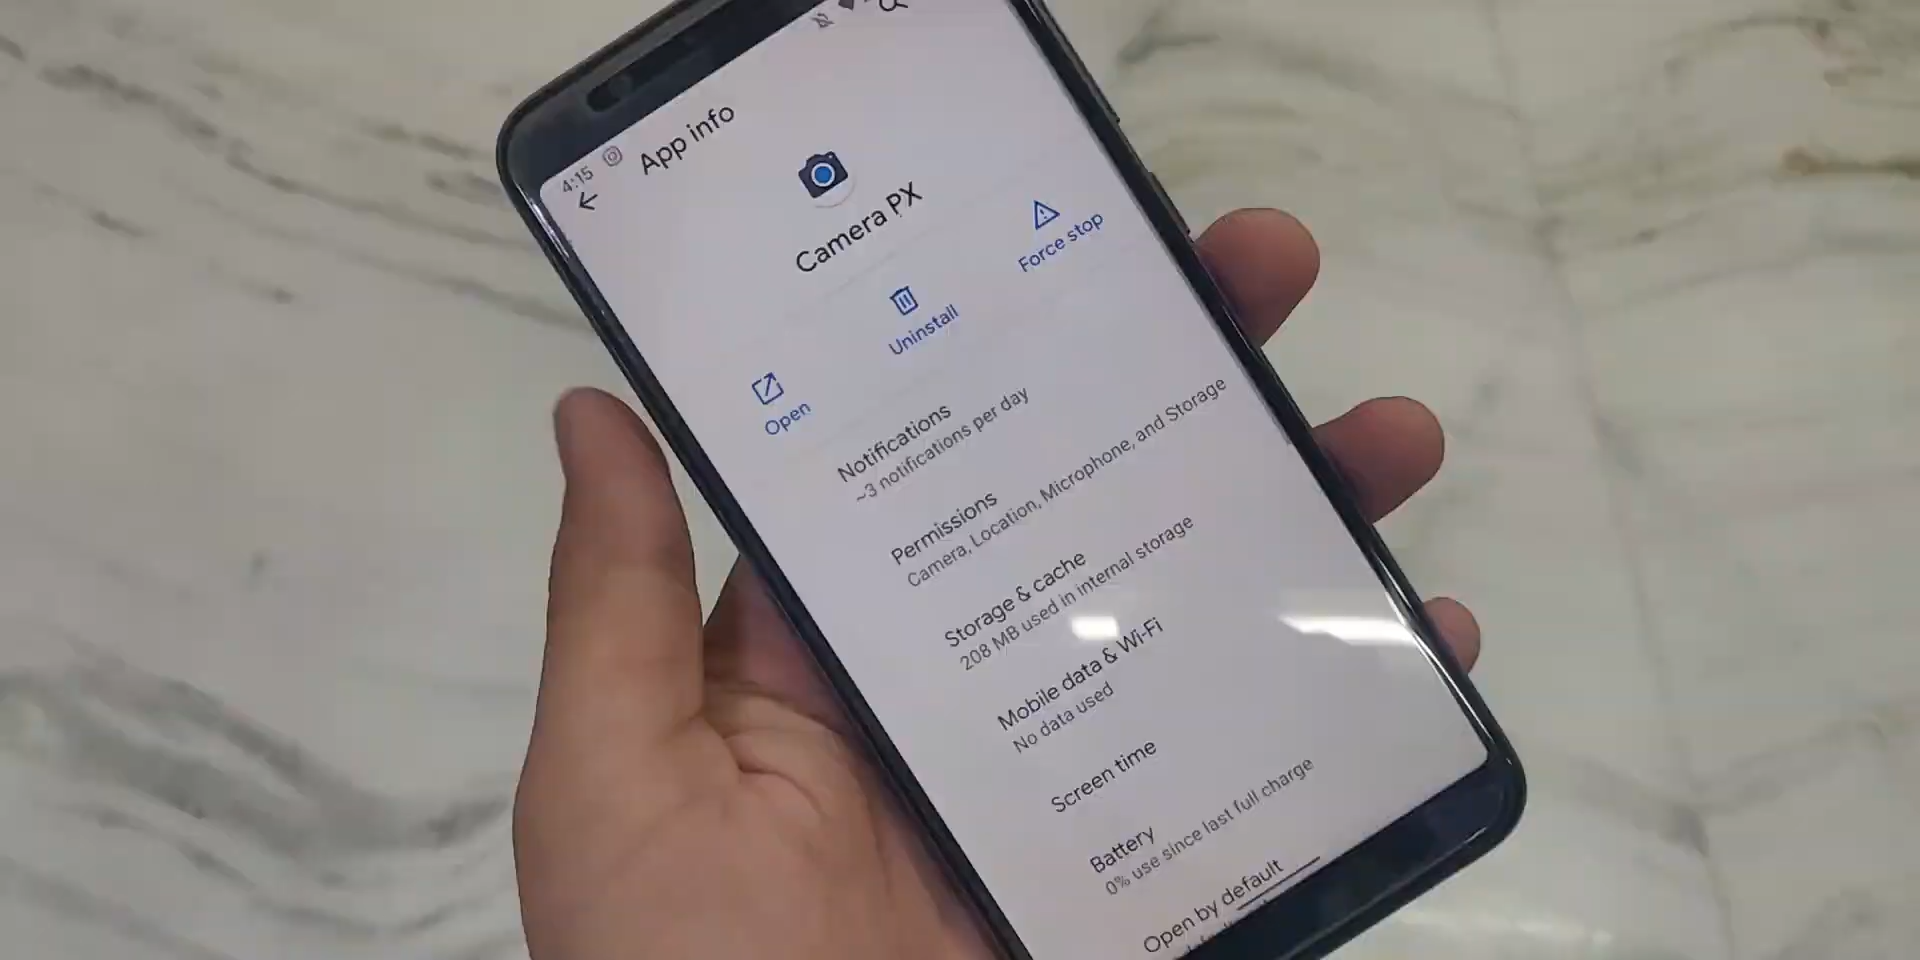 4:15
App info
Camera PX
Open
Uninstall
Force stop
Notifications
~3 notifications per day
Permissions
Camera, Location, Microphone, and Storage
Storage & cache
208 MB used in internal storage
Mobile data & Wi-Fi
No data used
Screen time
Battery
0% use since last full charge
Open by default